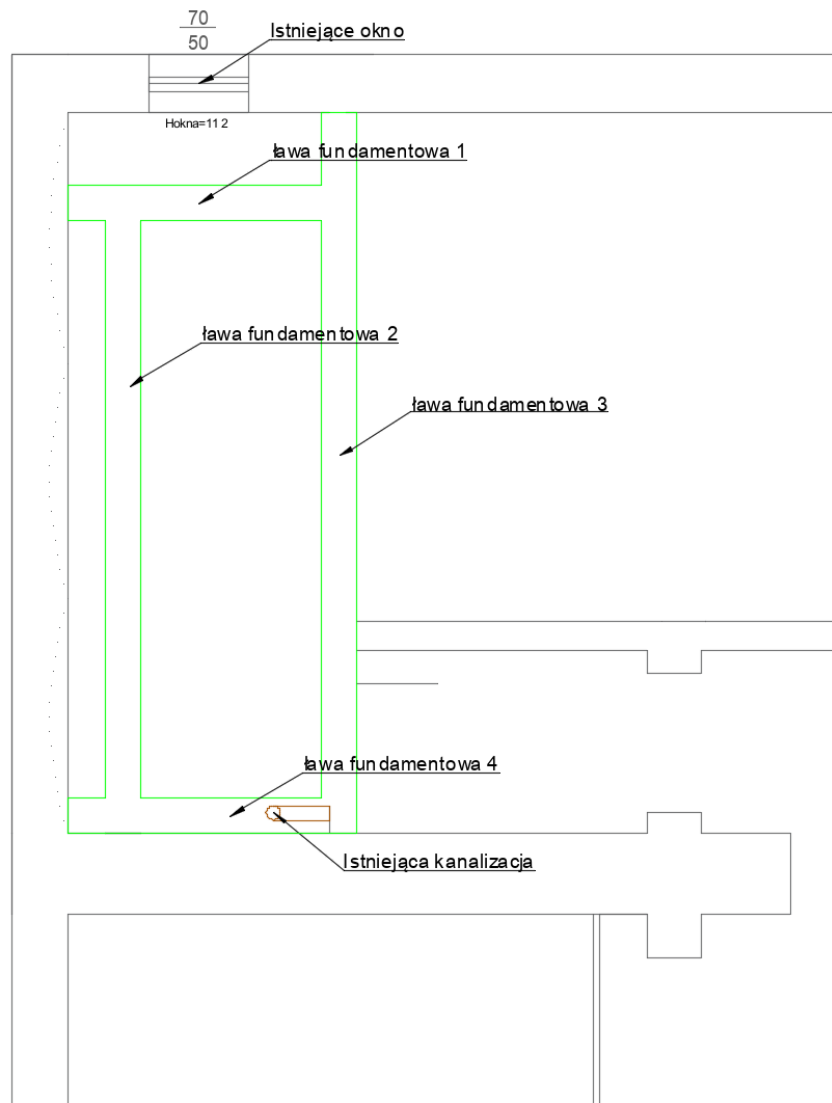 70
50
Istniejące okno
Hokna=112
ława fundamentowa 1
ława fundamentowa 2
ława fundamentowa 3
ława fundamentowa 4
Istniejąca kanalizacja